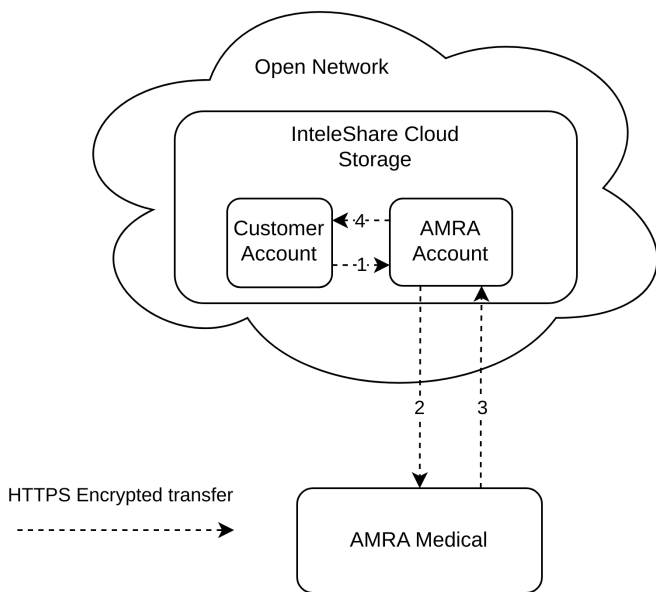 Open Network
InteleShare Cloud
Storage
Customer
Account
4
1
AMRA
Account
2
3
HTTPS Encrypted transfer
AMRA Medical